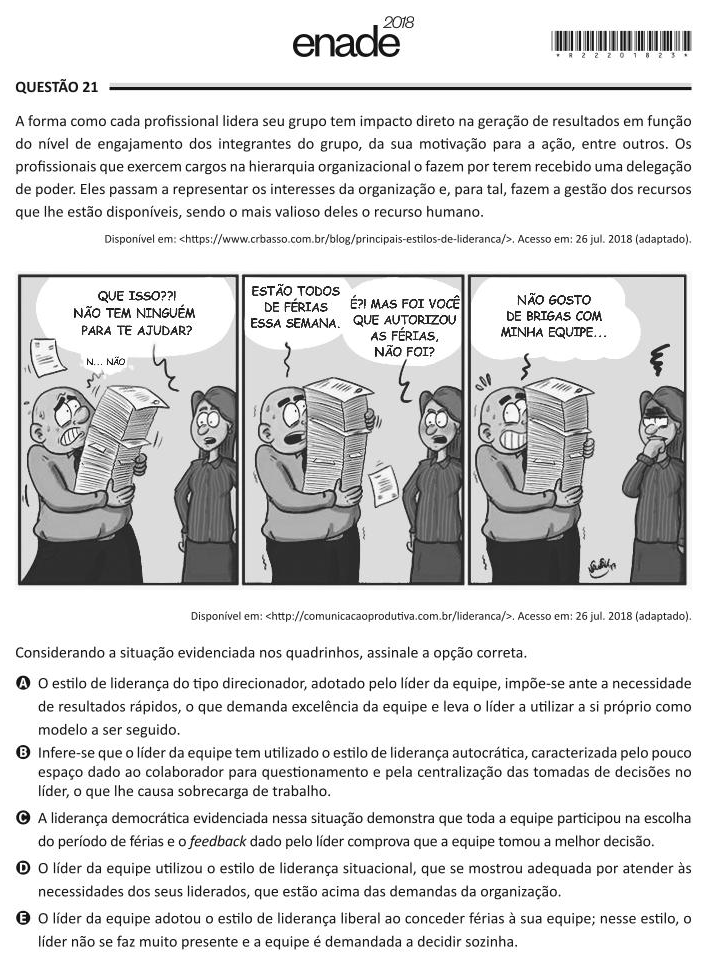 2018
enade
*R22201823*
QUESTÃO 21
A forma como cada profissional lidera seu grupo tem impacto direto na geração de resultados em função
do nível de engajamento dos integrantes do grupo, da sua motivação para a ação, entre outros. Os
profissionais que exercem cargos na hierarquia organizacional o fazem por terem recebido uma delegação
de poder. Eles passam a representar os interesses da organização e, para tal, fazem a gestão dos recursos
que lhe estão disponíveis, sendo o mais valioso deles o recurso humano.
Disponível em: <https://www.crbasso.com.br/blog/principais-estilos-de-lideranca/>. Acesso em: 26 jul. 2018 (adaptado).
QUE ISSO??!
NÃO TEM NINGUÉM
PARA TE AJUDAR?
N... NÃO
ESTÃO TODOS
DE FÉRIAS
ESSA SEMANA.
É?! MAS FOI VOCÊ
QUE AUTORIZOU
AS FÉRIAS,
NÃO FOI?
NÃO GOSTO
DE BRIGAS COM
MINHA EQUIPE...
Disponível em: <http://comunicacaoprodutiva.com.br/lideranca/>. Acesso em: 26 jul. 2018 (adaptado).
Considerando a situação evidenciada nos quadrinhos, assinale a opção correta.
A O estilo de liderança do tipo direcionador, adotado pelo líder da equipe, impõe-se ante a necessidade
de resultados rápidos, o que demanda excelência da equipe e leva o líder a utilizar a si próprio como
modelo a ser seguido.
B Infere-se que o líder da equipe tem utilizado o estilo de liderança autocrática, caracterizada pelo pouco
espaço dado ao colaborador para questionamento e pela centralização das tomadas de decisões no
líder, o que lhe causa sobrecarga de trabalho.
C A liderança democrática evidenciada nessa situação demonstra que toda a equipe participou na escolha
do período de férias e o feedback dado pelo líder comprova que a equipe tomou a melhor decisão.
D O líder da equipe utilizou o estilo de liderança situacional, que se mostrou adequada por atender às
necessidades dos seus liderados, que estão acima das demandas da organização.
E O líder da equipe adotou o estilo de liderança liberal ao conceder férias à sua equipe; nesse estilo, o
líder não se faz muito presente e a equipe é demandada a decidir sozinha.